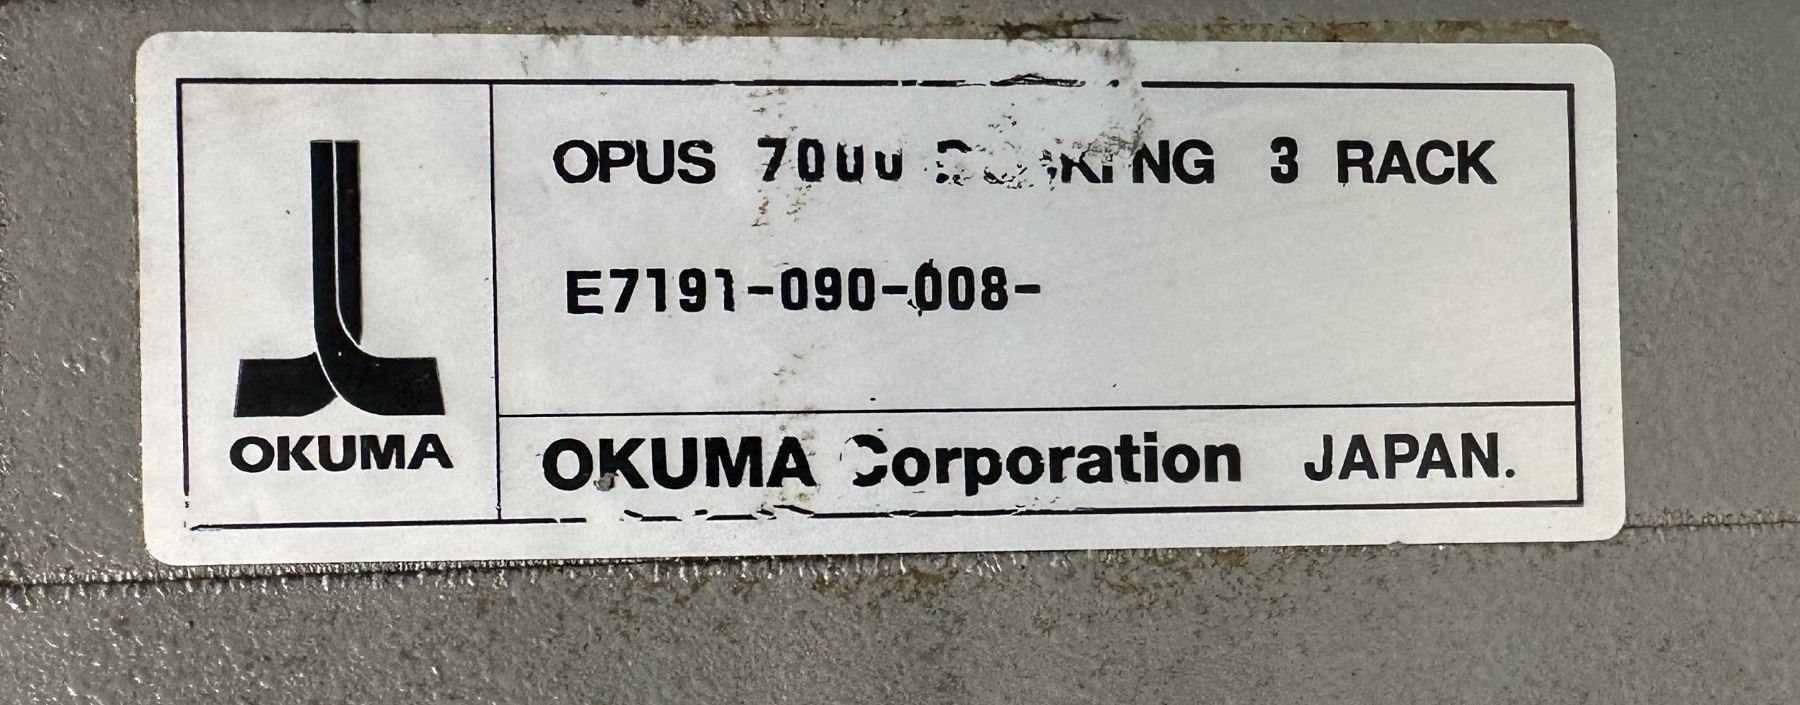 OKUMA
OPUS 7000 3 RACK
E7191-090-008-
OKUMA Corporation JAPAN.